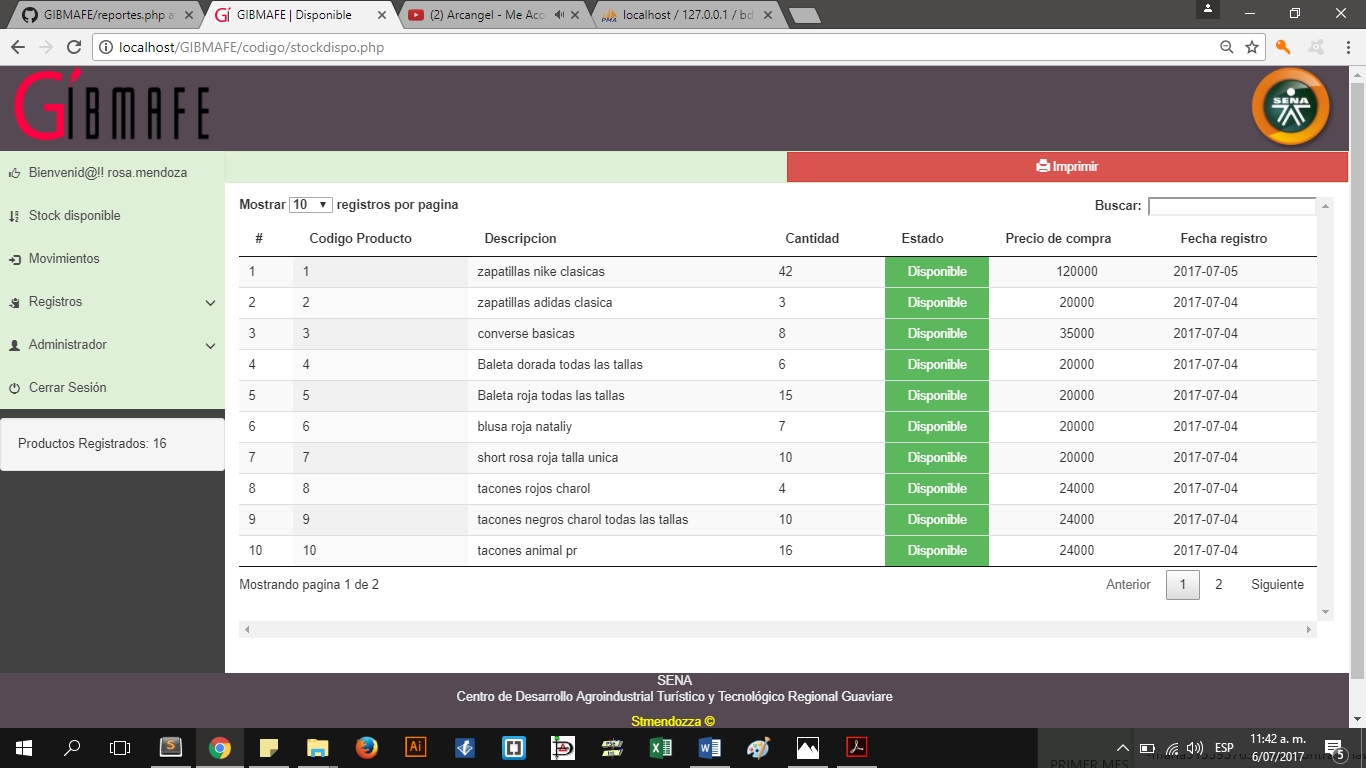 GIBMAFE/reportes.php a
GIBMAFE | Disponible
(2) Arcangel - Me Aco
localhost / 127.0.0.1 / bd
localhost/GIBMAFE/codigo/stockdispo.php
GIBMAFE
SENA
Bienvenid@!! rosa.mendoza
Stock disponible
Movimientos
Registros
Administrador
Cerrar Sesión
Productos Registrados: 16
Imprimir
Mostrar 10 registros por pagina
Buscar:
# Codigo Producto Descripcion Cantidad Estado Precio de compra Fecha registro
1 1 zapatillas nike clasicas 42 Disponible 120000 2017-07-05
2 2 zapatillas adidas clasica 3 Disponible 20000 2017-07-04
3 3 converse basicas 8 Disponible 35000 2017-07-04
4 4 Baleta dorada todas las tallas 6 Disponible 20000 2017-07-04
5 5 Baleta roja todas las tallas 15 Disponible 20000 2017-07-04
6 6 blusa roja nataliy 7 Disponible 20000 2017-07-04
7 7 short rosa roja talla unica 10 Disponible 20000 2017-07-04
8 8 tacones rojos charol 4 Disponible 24000 2017-07-04
9 9 tacones negros charol todas las tallas 10 Disponible 24000 2017-07-04
10 10 tacones animal pr 16 Disponible 24000 2017-07-04
Mostrando pagina 1 de 2
Anterior 1 2 Siguiente
SENA
Centro de Desarrollo Agroindustrial Turístico y Tecnológico Regional Guaviare
Stmendozza ©
ESP
11:42 a. m.
6/07/2017
5
PRIMER MES